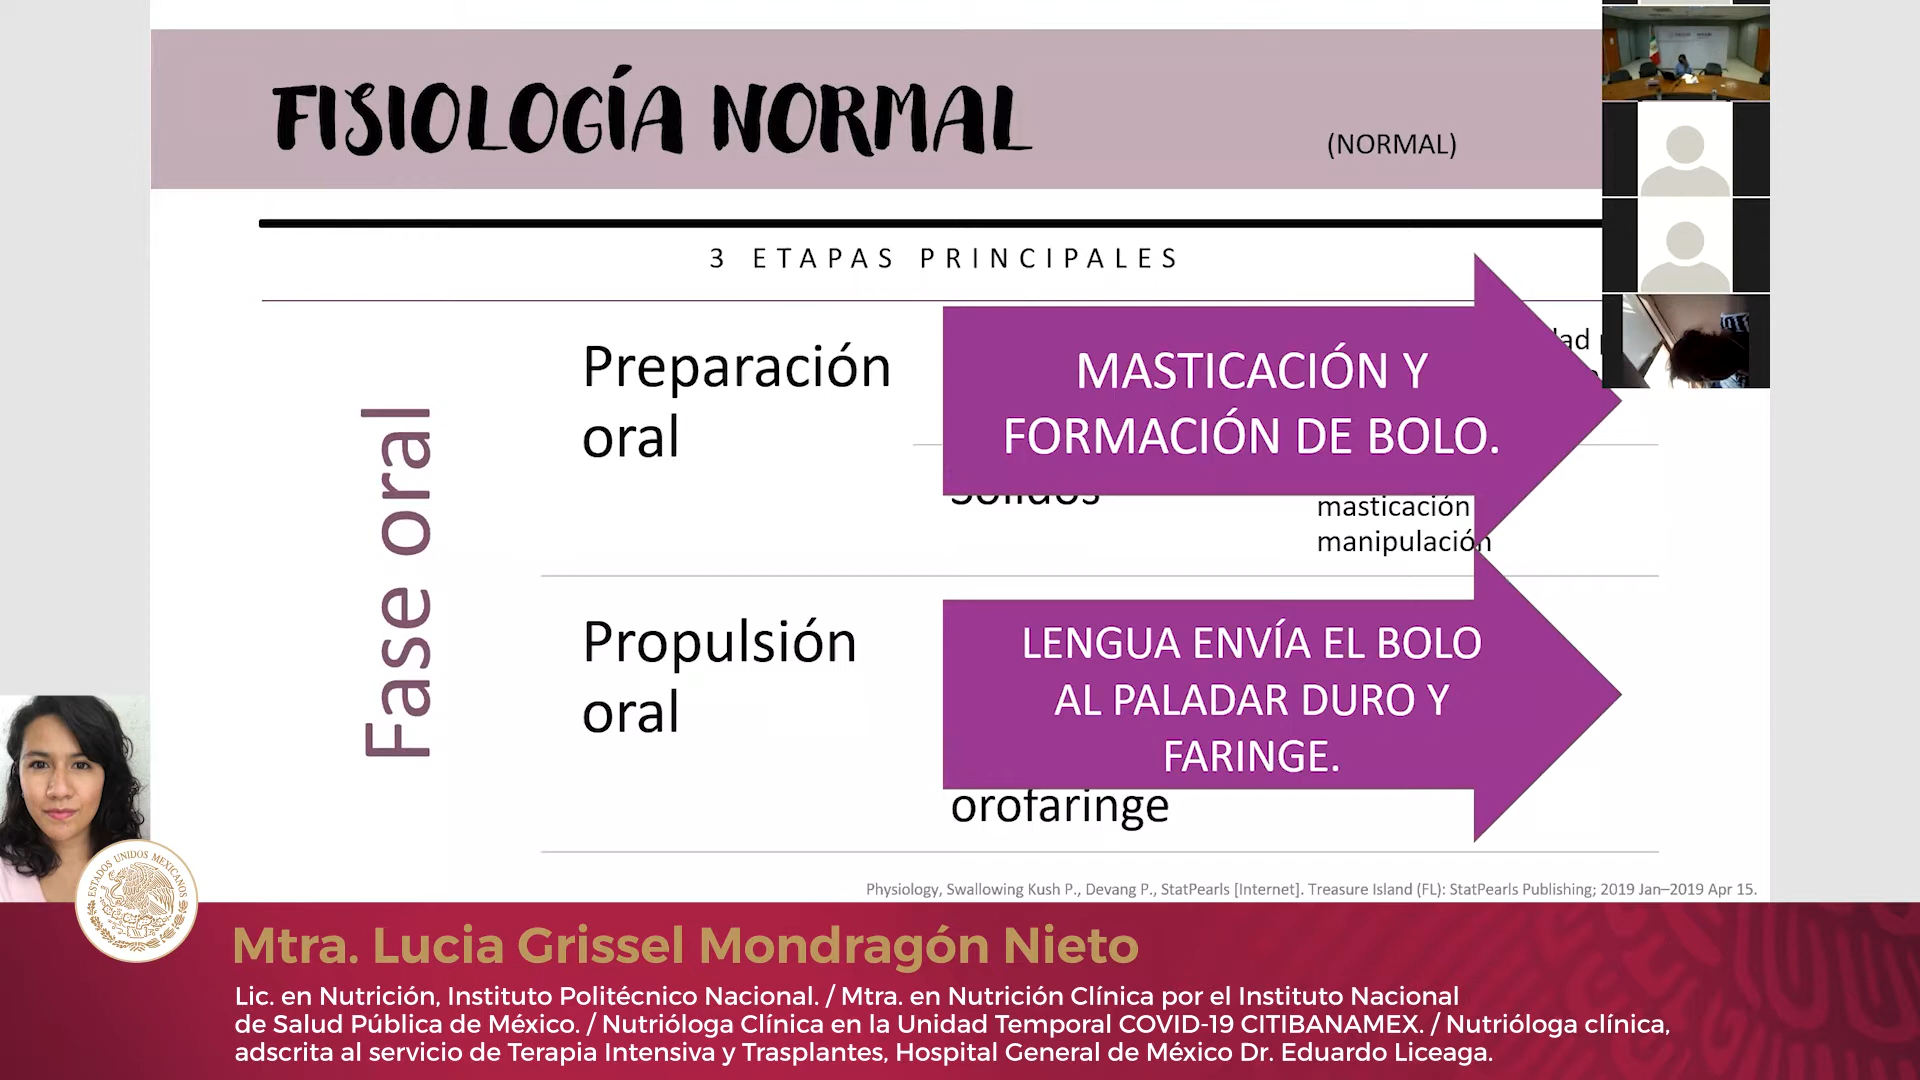 FISIOLOGÍA NORMAL
(NORMAL)
3 ETAPAS PRINCIPALES
Fase oral
Preparación
oral
MASTICACIÓN Y
FORMACIÓN DE BOLO.
Sólidos
masticación
manipulación
Propulsión
oral
LENGUA ENVÍA EL BOLO
AL PALADAR DURO Y
FARINGE.
orofaringe
Physiology, Swallowing Kush P., Devang P., StatPearls [Internet]. Treasure Island (FL): StatPearls Publishing; 2019 Jan–2019 Apr 15.
ESTADOS UNIDOS MEXICANOS
Mtra. Lucia Grissel Mondragón Nieto
Lic. en Nutrición, Instituto Politécnico Nacional. / Mtra. en Nutrición Clínica por el Instituto Nacional
de Salud Pública de México. / Nutrióloga Clínica en la Unidad Temporal COVID-19 CITIBANAMEX. / Nutrióloga clínica,
adscrita al servicio de Terapia Intensiva y Trasplantes, Hospital General de México Dr. Eduardo Liceaga.